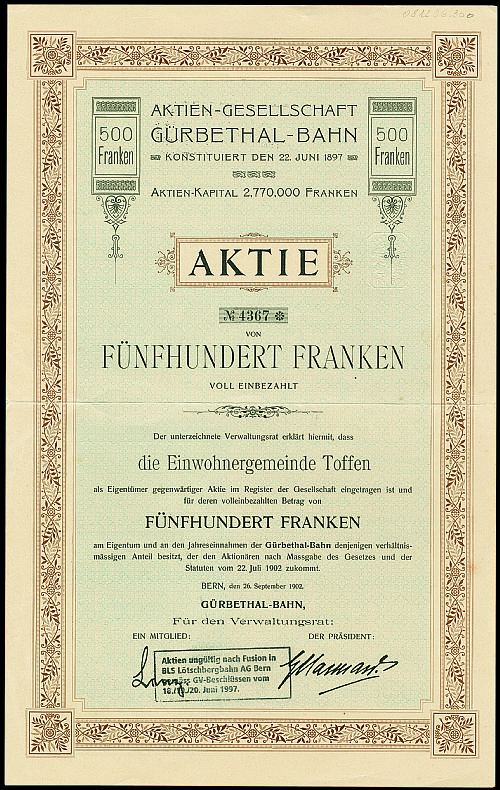 AKTIEN-GESELLSCHAFT
GÜRBETHAL-BAHN
KONSTITUIERT DEN 22. JUNI 1897
AKTIEN-KAPITAL 2,770,000 FRANKEN
500
Franken
500
Franken
AKTIE
№ 4367
VON
FÜNFHUNDERT FRANKEN
VOLL EINBEZAHLT
Der unterzeichnete Verwaltungsrat erklärt hiermit, dass
die Einwohnergemeinde Toffen
als Eigentümer gegenwärtiger Aktie im Register der Gesellschaft eingetragen ist und
für deren volleinbezahlten Betrag von
FÜNFHUNDERT FRANKEN
am Eigentum und an den Jahreseinnahmen der Gürbethal-Bahn denjenigen verhältnis-
mässigen Anteil besitzt, der den Aktionären nach Massgabe des Gesetzes und der
Statuten vom 22. Juli 1902 zukommt.
BERN, den 26. September 1902.
GÜRBETHAL-BAHN,
Für den Verwaltungsrat:
EIN MITGLIED:
DER PRÄSIDENT:
Aktien ungültig nach Fusion in
BLS Lötschbergbahn AG Bern
GV-Beschlüssen vom
18./19./20. Juni 1997.